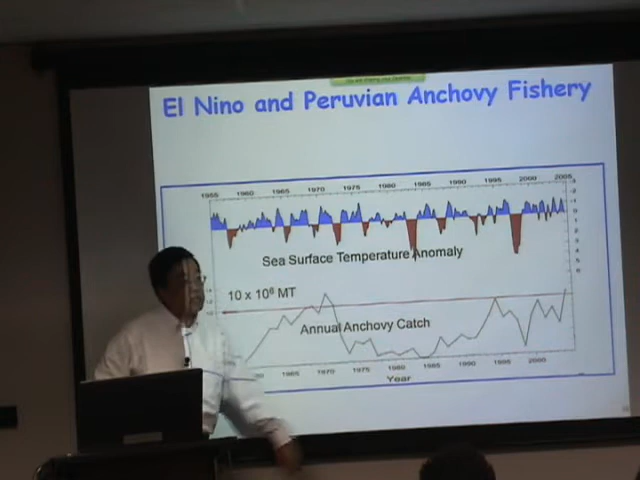 El Nino and Peruvian Anchovy Fishery
1955 1960 1965 1970 1975 1980 1985 1990 1995 2000 2005
Sea Surface Temperature Anomaly
10 x 10⁶ MT
Annual Anchovy Catch
1965 1970 1975 1980 1985 1990 1995 2000
Year